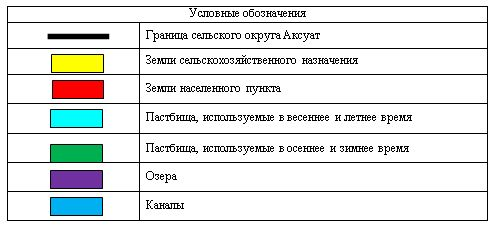 Условные обозначения
Граница сельского округа Аксуат
Земли сельскохозяйственного назначения
Земли населенного пункта
Пастбища, используемые в весеннее и летнее время
Пастбища, используемые в осеннее и зимнее время
Озера
Каналы